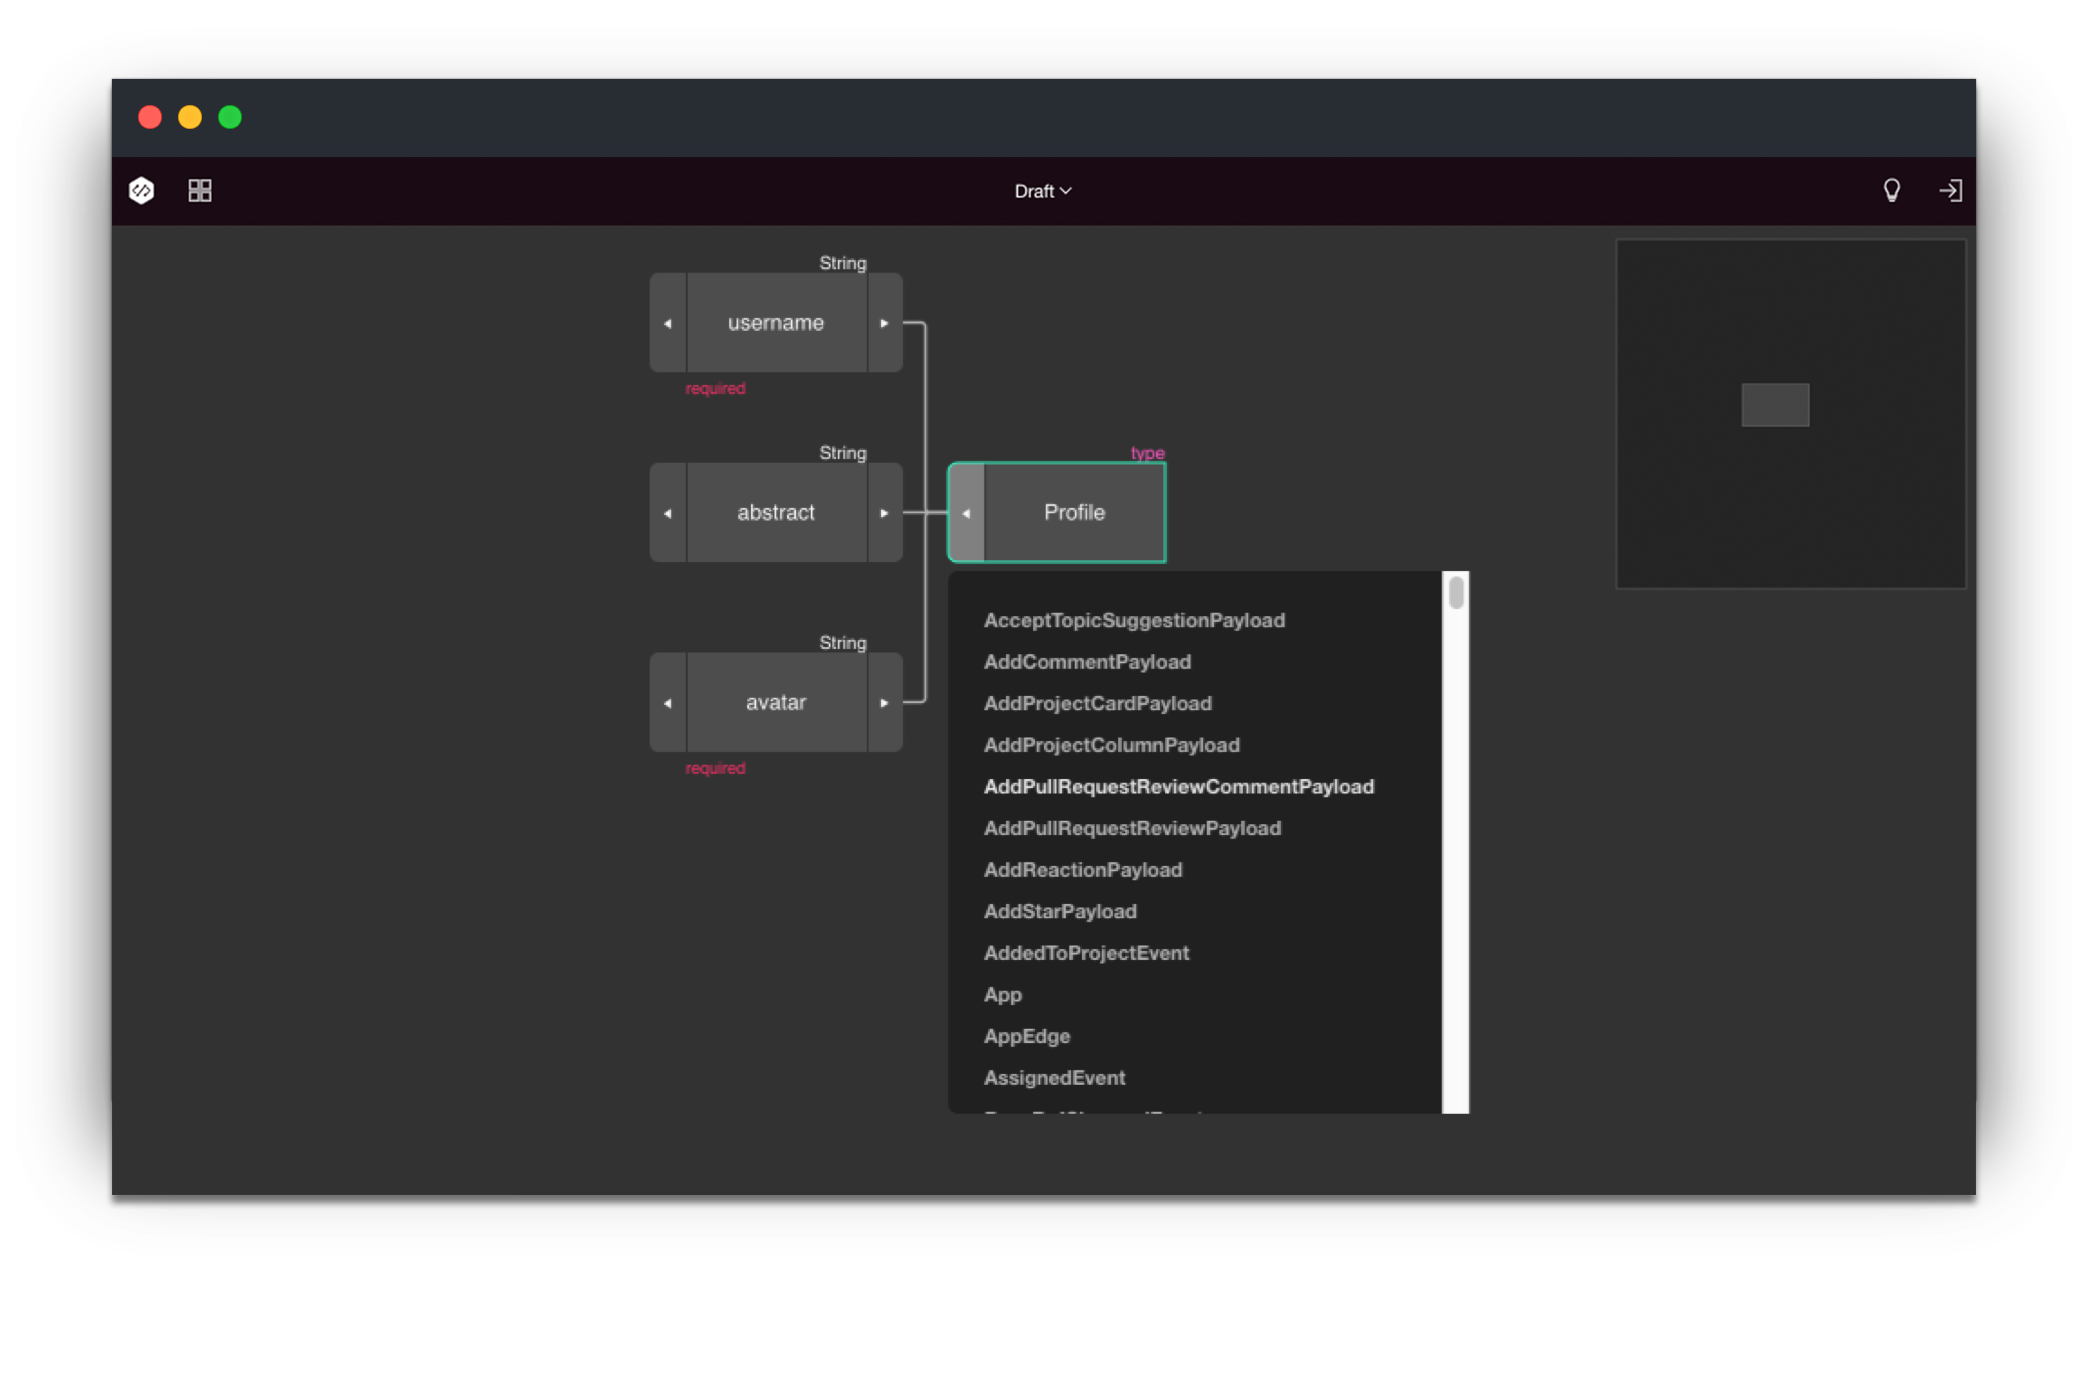 Draft
String
username
required
String
type
abstract
Profile
String
avatar
required
AcceptTopicSuggestionPayload
AddCommentPayload
AddProjectCardPayload
AddProjectColumnPayload
AddPullRequestReviewCommentPayload
AddPullRequestReviewPayload
AddReactionPayload
AddStarPayload
AddedToProjectEvent
App
AppEdge
AssignedEvent